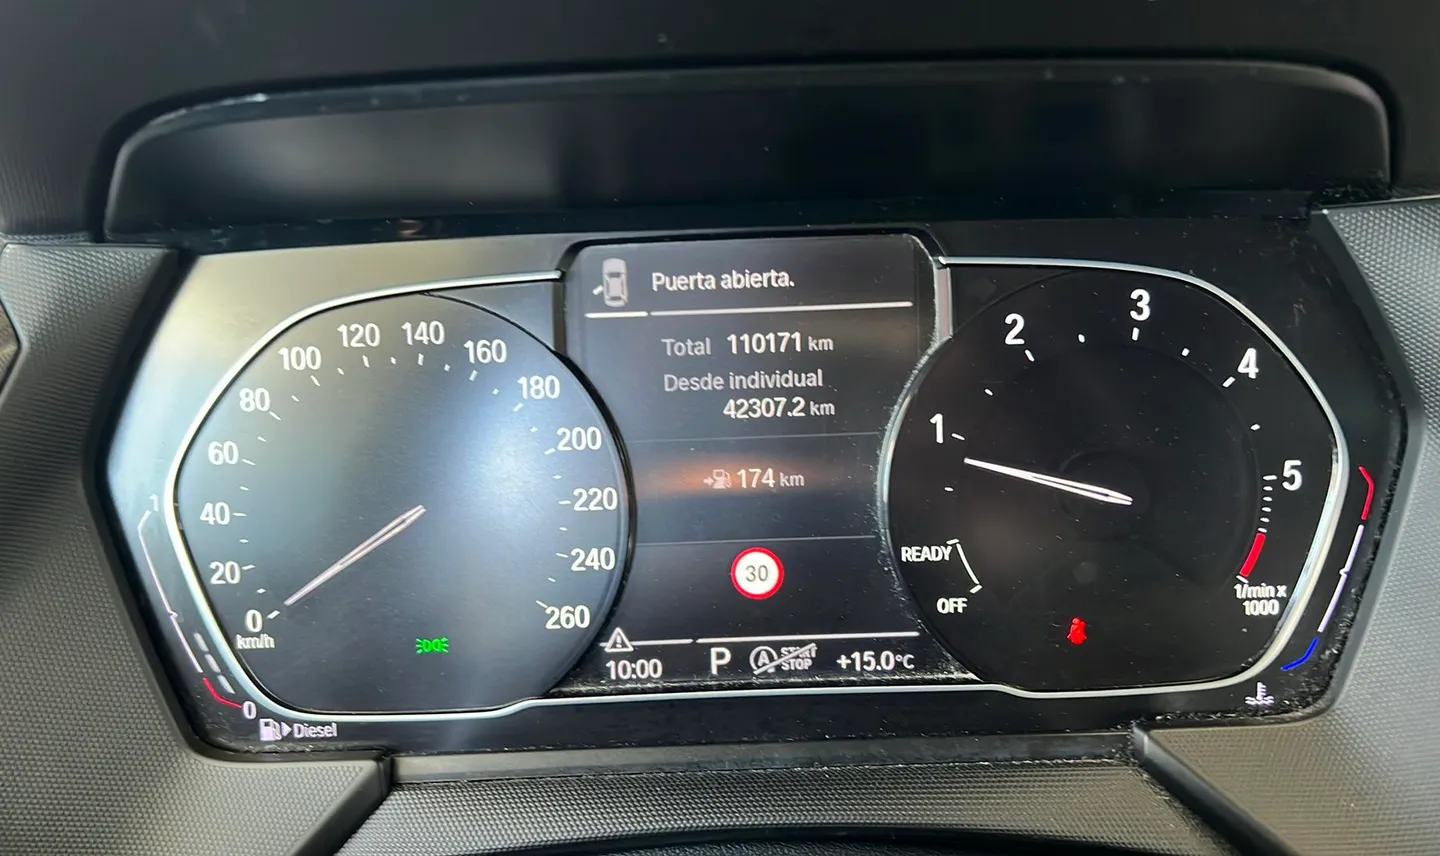 Puerta abierta.
Total 110171 km
Desde individual
42307.2 km
174 km
30
10:00 P A START STOP +15.0°C
0
20
40
60
80
100
120
140
160
180
200
220
240
260
km/h
1
0
Diesel
1
2
3
4
5
1/min x
1000
READY
OFF